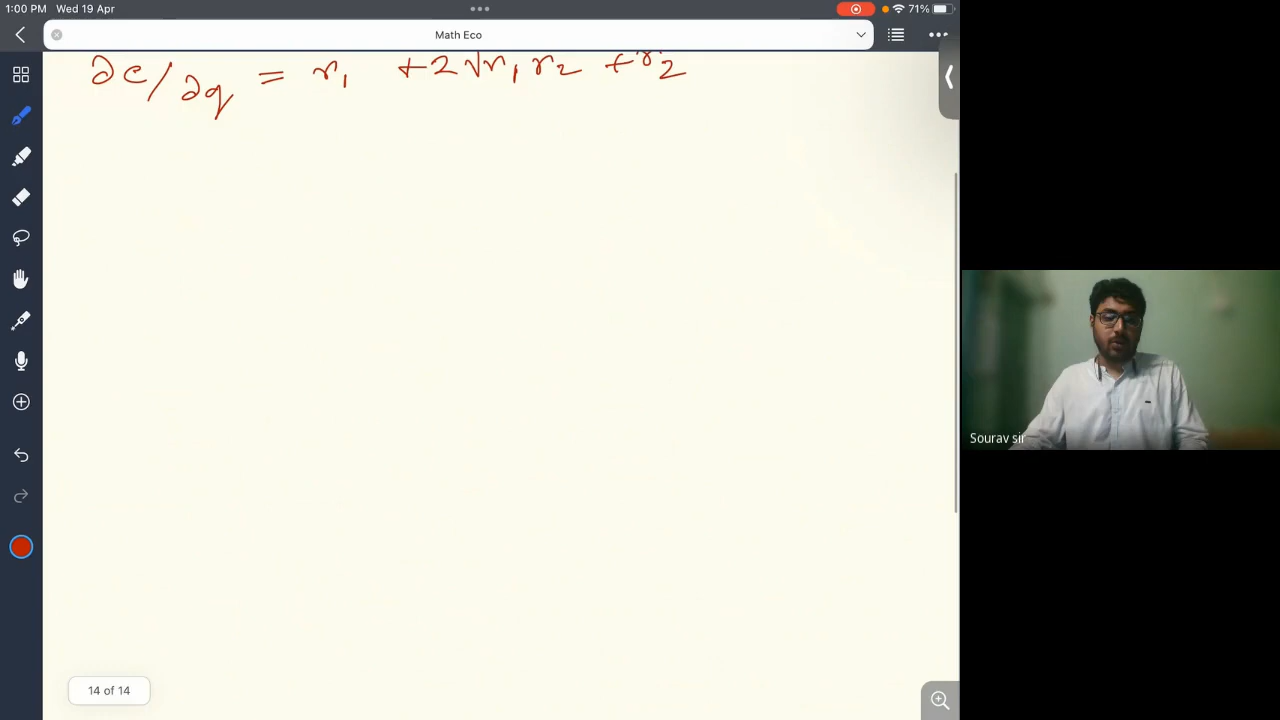 1:00 PM Wed 19 Apr
71%
Math Eco
∂c/∂q = r₁ +2√r₁r₂ +r₂
Sourav sir
14 of 14